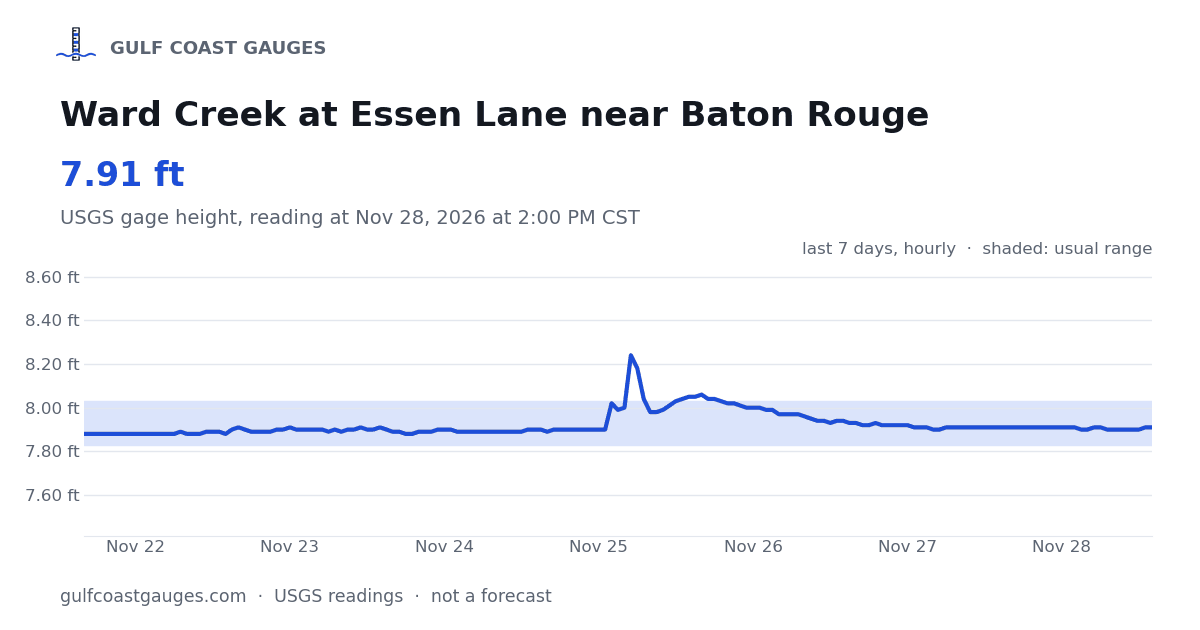 GULF COAST GAUGES
Ward Creek at Essen Lane near Baton Rouge
7.91 ft
USGS gage height, reading at Nov 28, 2026 at 2:00 PM CST
last 7 days, hourly · shaded: usual range
8.60 ft
8.40 ft
8.20 ft
8.00 ft
7.80 ft
7.60 ft
Nov 22 Nov 23 Nov 24 Nov 25 Nov 26 Nov 27 Nov 28
gulfcoastgauges.com · USGS readings · not a forecast